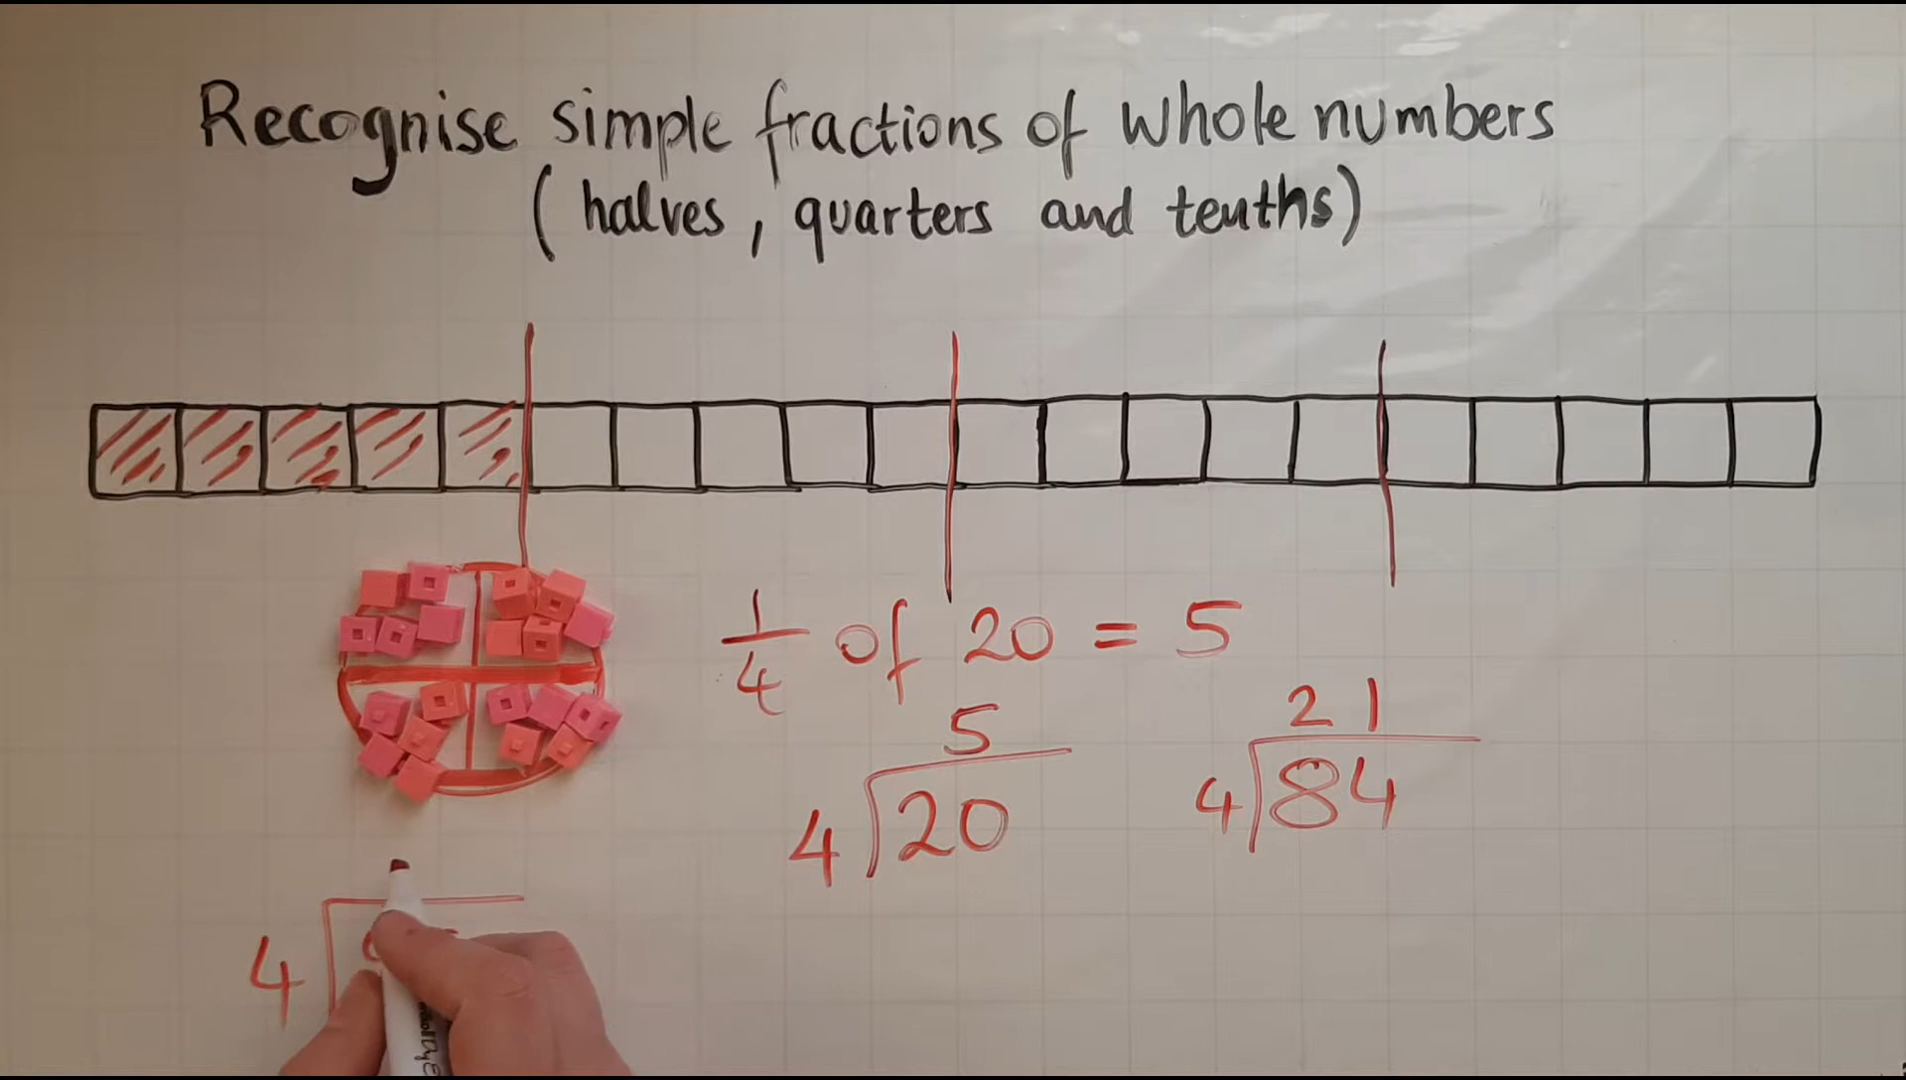 Recognise simple fractions of whole numbers
(halves, quarters and tenths)
1/4 of 20 = 5
5
4 20
21
4 84
4